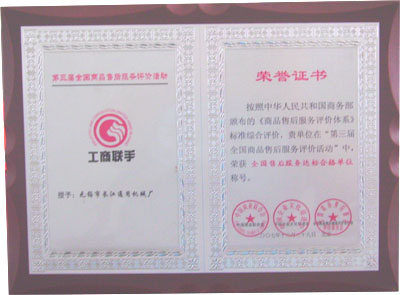 第三届全国商品售后服务评价活动
工商联手
授予：无锡市长江通用机械厂
荣誉证书
按照中华人民共和国商务部
颁布的《商品售后服务评价体系》
标准综合评价，贵单位在“第三届
全国商品售后服务评价活动”中，
荣获 全国售后服务达标合格单位
称号。